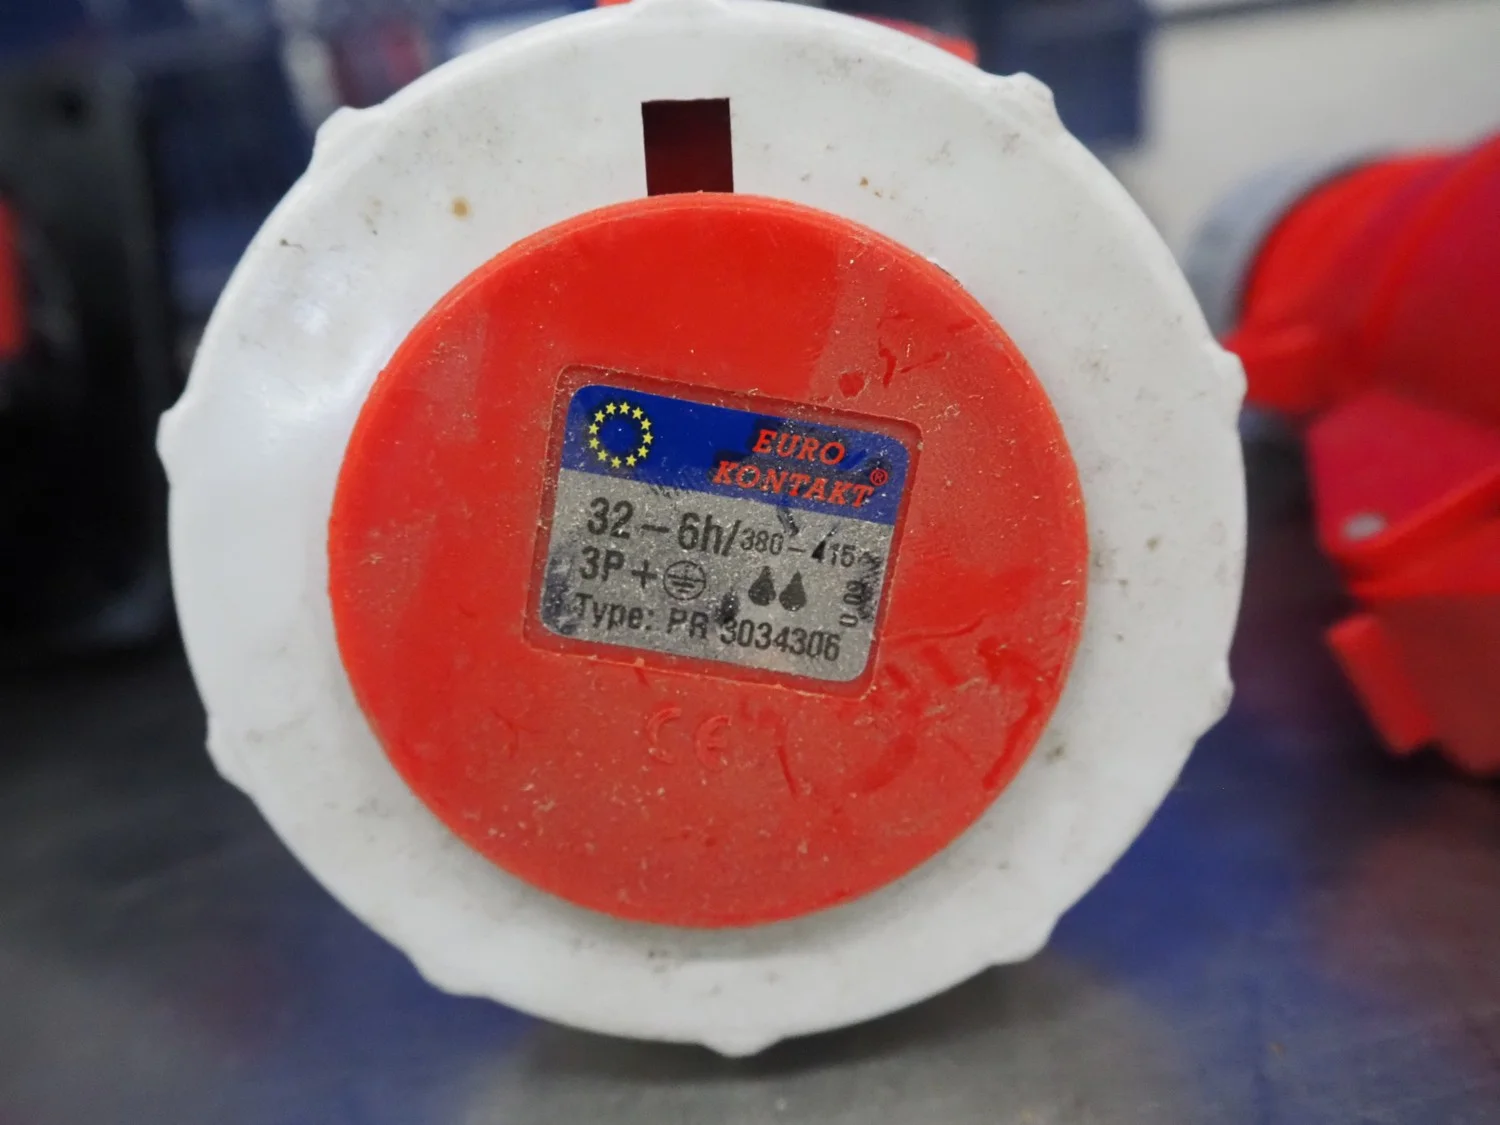 EURO
KONTAKT®
32 – 6h/380 – 415
3P +
Type: PR 3034306
CE